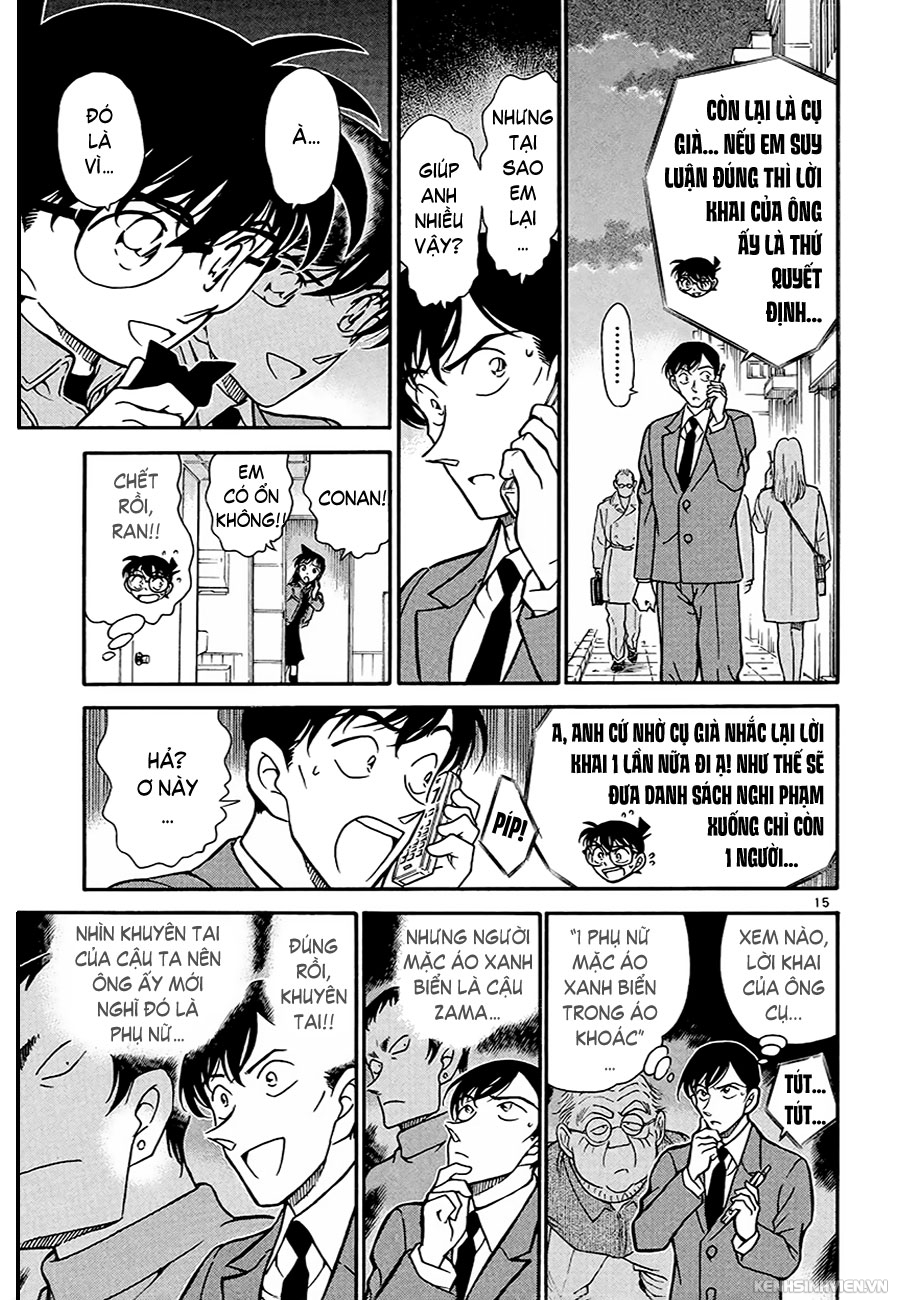 CÒN LẠI LÀ CỤ
GIÀ... NẾU EM SUY
LUẬN ĐÚNG THÌ LỜI
KHAI CỦA ÔNG
ẤY LÀ THỨ
QUYẾT
ĐỊNH...
NHƯNG
TẠI
SAO
EM
LẠI
...
GIÚP
ANH
NHIỀU
VẬY?
À...
ĐÓ
LÀ
VÌ...
CONAN!
EM
CÓ ỔN
KHÔNG!!
CHẾT
RỒI,
RAN!!
A, ANH CỨ NHỜ CỤ GIÀ NHẮC LẠI LỜI
KHAI 1 LẦN NỮA ĐI Ạ! NHƯ THẾ SẼ
ĐƯA DANH SÁCH NGHI PHẠM
XUỐNG CHỈ CÒN
1 NGƯỜI...
PÍP!
HẢ?
Ơ NÀY
...
15
XEM NÀO,
LỜI KHAI
CỦA ÔNG
CỤ...
TÚT...
TÚT...
"1 PHỤ NỮ
MẶC ÁO
XANH BIỂN
TRONG ÁO
KHOÁC"
...
NHƯNG NGƯỜI
MẶC ÁO XANH
BIỂN LÀ CẬU
ZAMA...
ĐÚNG
RỒI,
KHUYÊN
TAI!!
NHÌN KHUYÊN TAI
CỦA CẬU TA NÊN
ÔNG ẤY MỚI
NGHĨ ĐÓ LÀ
PHỤ NỮ...
KENHSINHVIEN.VN